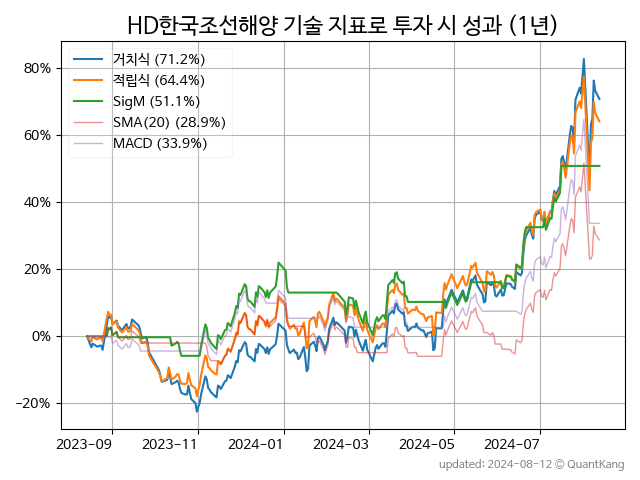 HD한국조선해양 기술 지표로 투자 시 성과 (1년)
거치식 (71.2%)
적립식 (64.4%)
SigM (51.1%)
SMA(20) (28.9%)
MACD (33.9%)
80%
60%
40%
20%
0%
−20%
2023-09
2023-11
2024-01
2024-03
2024-05
2024-07
updated: 2024-08-12 © QuantKang